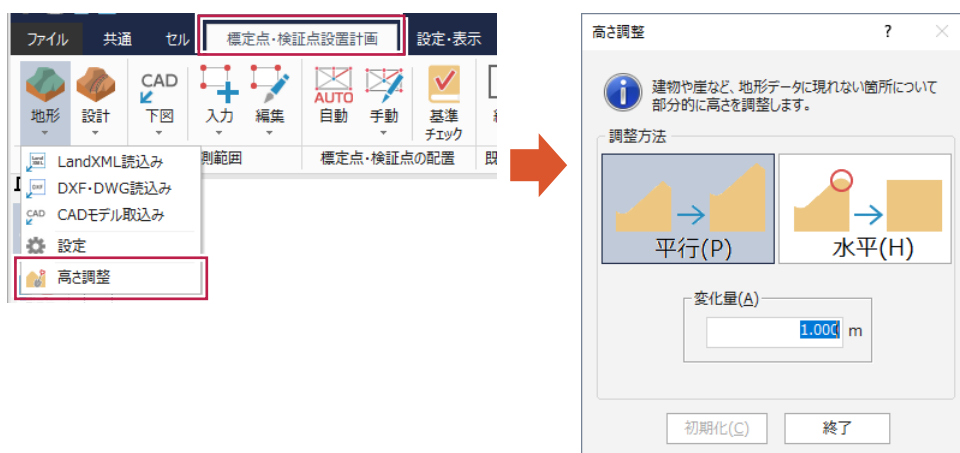 ファイル 共通 セル 標定点・検証点設置計画 設定・表示
地形 設計 CAD 下図 入力 編集 AUTO 自動 手動 基準チェック
測範囲 標定点・検証点の配置 既
LandXML読込み
DXF・DWG読込み
CADモデル取込み
設定
高さ調整
高さ調整 ?
建物や崖など、地形データに現れない箇所について
部分的に高さを調整します。
調整方法
平行(P) 水平(H)
変化量(A)
1.000 m
初期化(C) 終了